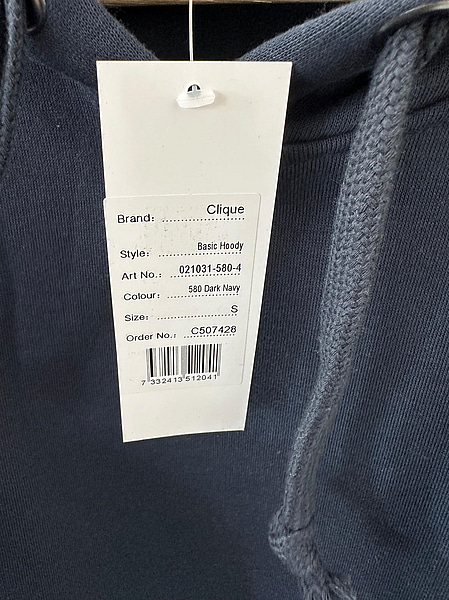 Brand: Clique
Style: Basic Hoody
Art No.: 021031-580-4
Colour: 580 Dark Navy
Size: S
Order No.: C507428
7 332413 512041